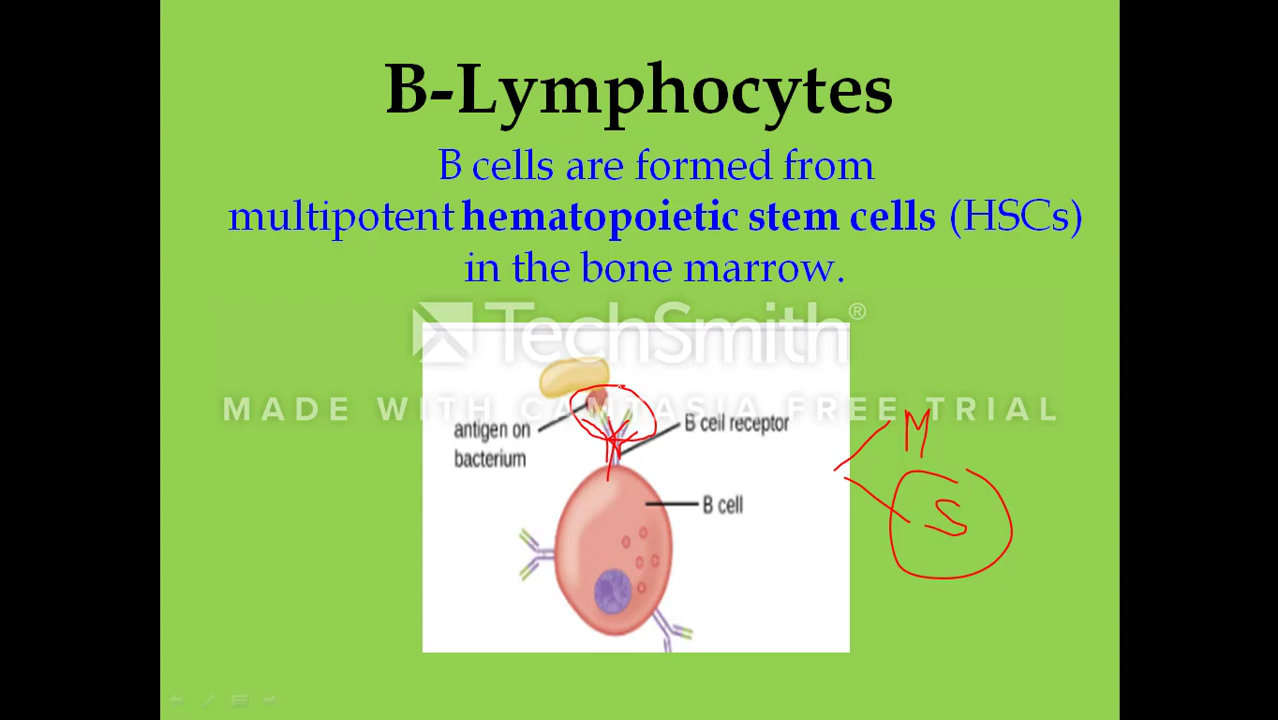 B-Lymphocytes
B cells are formed from
multipotent hematopoietic stem cells (HSCs)
in the bone marrow.
TechSmith®
MADE WITH CAMTASIA FREE TRIAL
antigen on
bacterium
B cell receptor
B cell
M
S